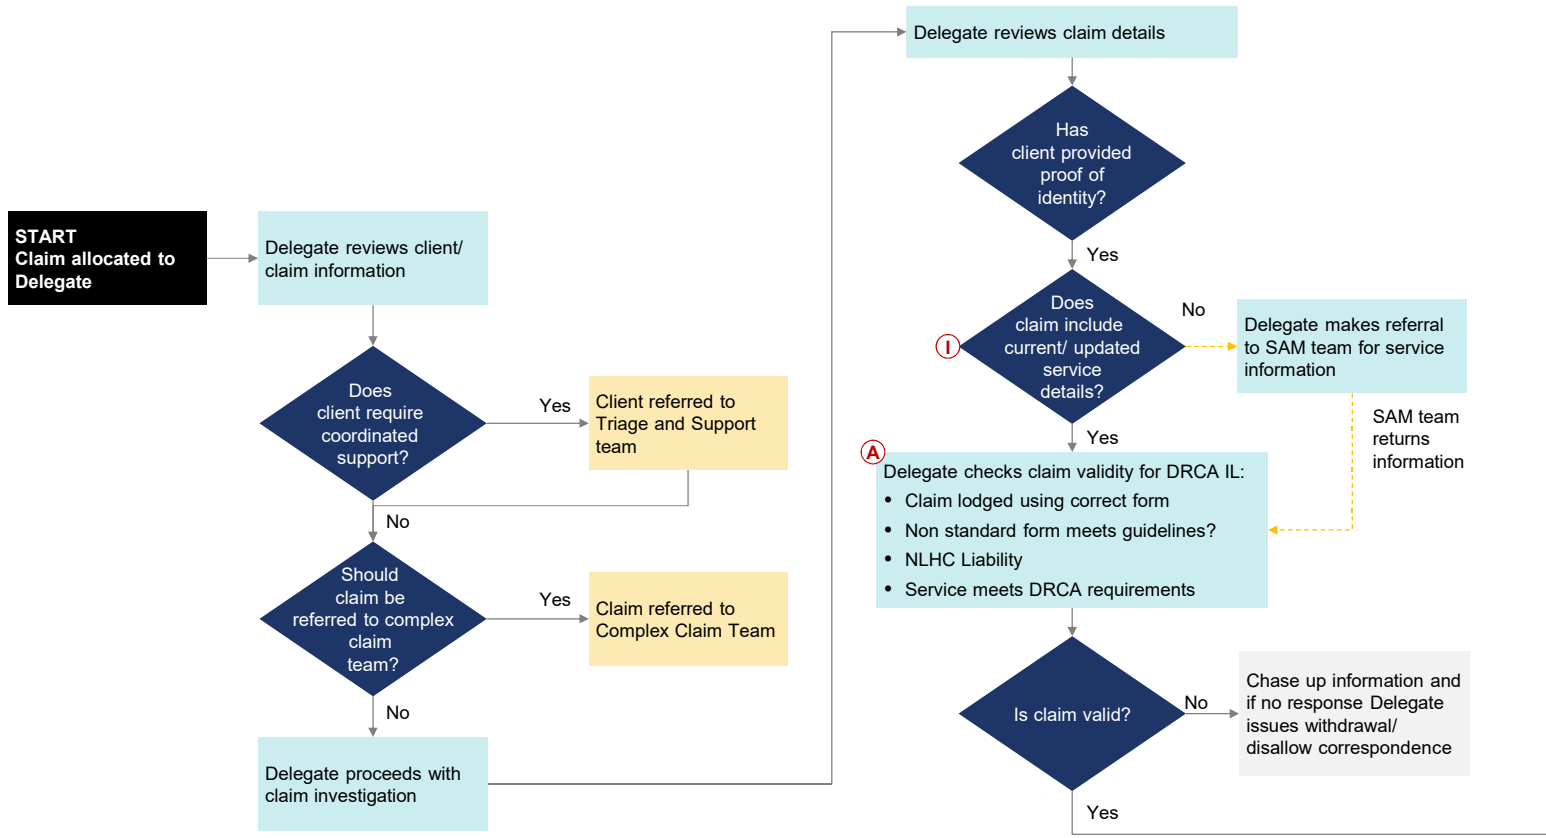 START
Claim allocated to
Delegate
Delegate reviews client/
claim information
Does
client require
coordinated
support?
Yes
Client referred to
Triage and Support
team
No
Should
claim be
referred to complex
claim
team?
Yes
Claim referred to
Complex Claim Team
No
Delegate proceeds with
claim investigation
Delegate reviews claim details
Has
client provided
proof of
identity?
Yes
Does
claim include
current/ updated
service
details?
I
No
Delegate makes referral
to SAM team for service
information
SAM team
returns
information
Yes
A
Delegate checks claim validity for DRCA IL:
• Claim lodged using correct form
• Non standard form meets guidelines?
• NLHC Liability
• Service meets DRCA requirements
Is claim valid?
No
Chase up information and
if no response Delegate
issues withdrawal/
disallow correspondence
Yes